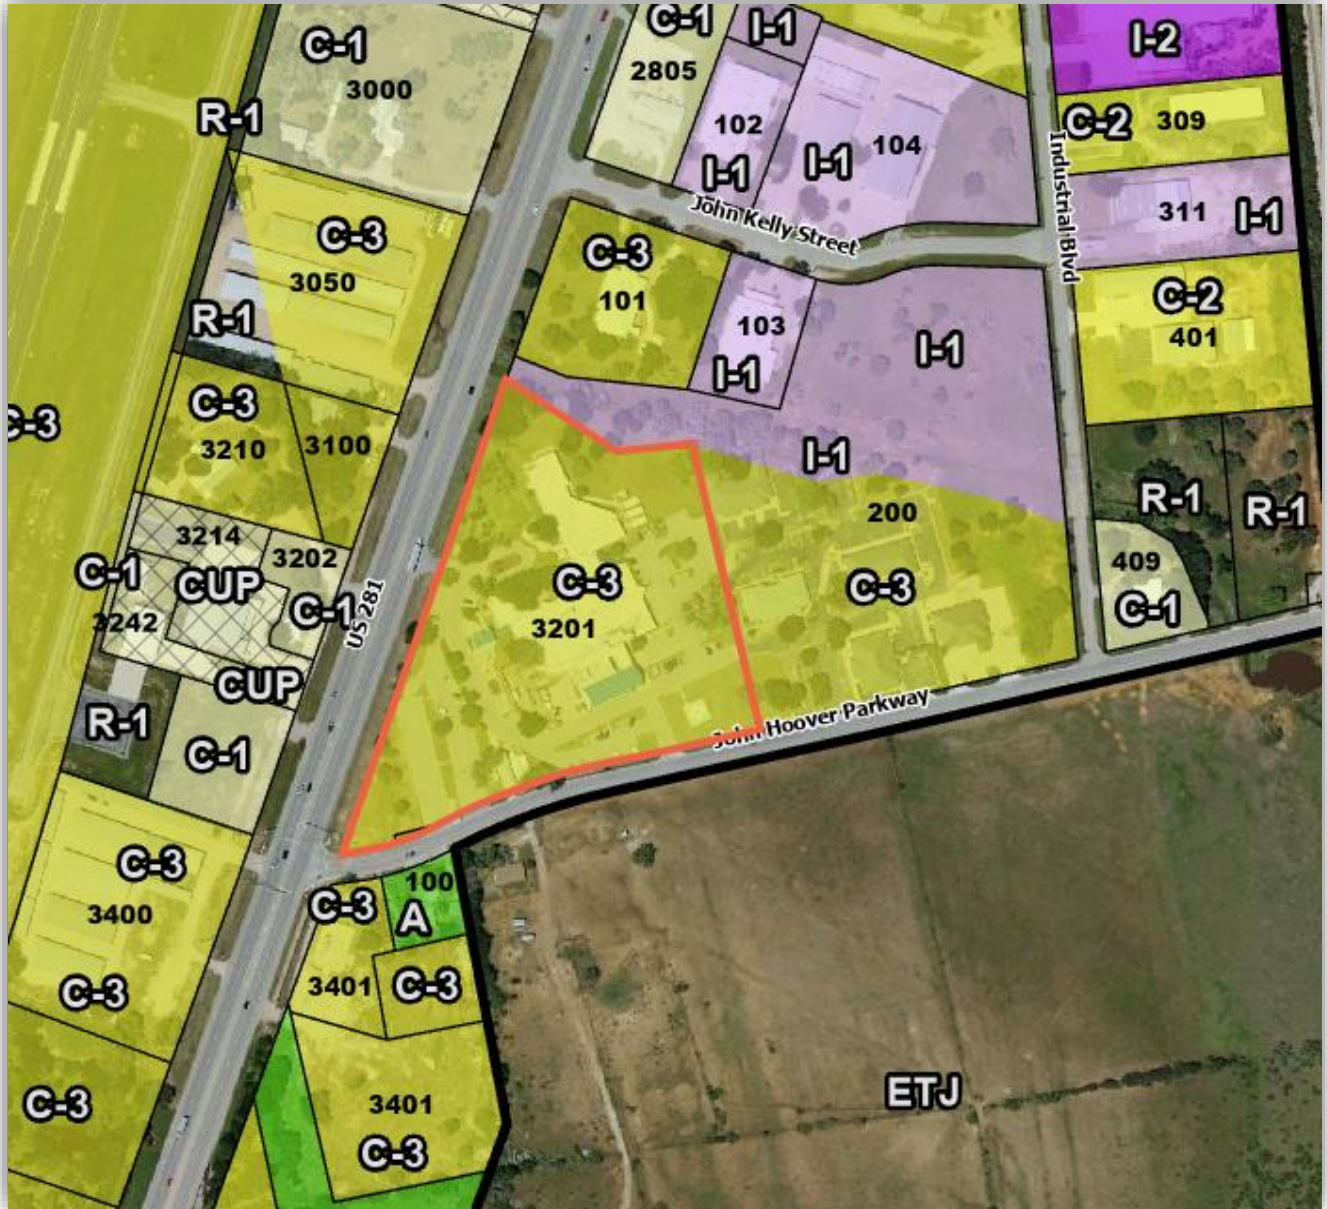 C-1
3000
C-1
2805
I-1
I-2
R-1
102
I-1
I-1
104
C-2
309
Industrial Blvd
311
I-1
John Kelly Street
C-3
3050
C-3
101
103
I-1
I-1
C-2
401
R-1
C-3
C-3
3210
3100
I-1
R-1
R-1
200
C-3
3214
3202
C-1
CUP
C-1
3242
US 281
CUP
C-3
3201
409
C-1
R-1
C-1
John Hoover Parkway
C-3
3400
C-3
C-3
100
A
3401
C-3
C-3
3401
C-3
ETJ